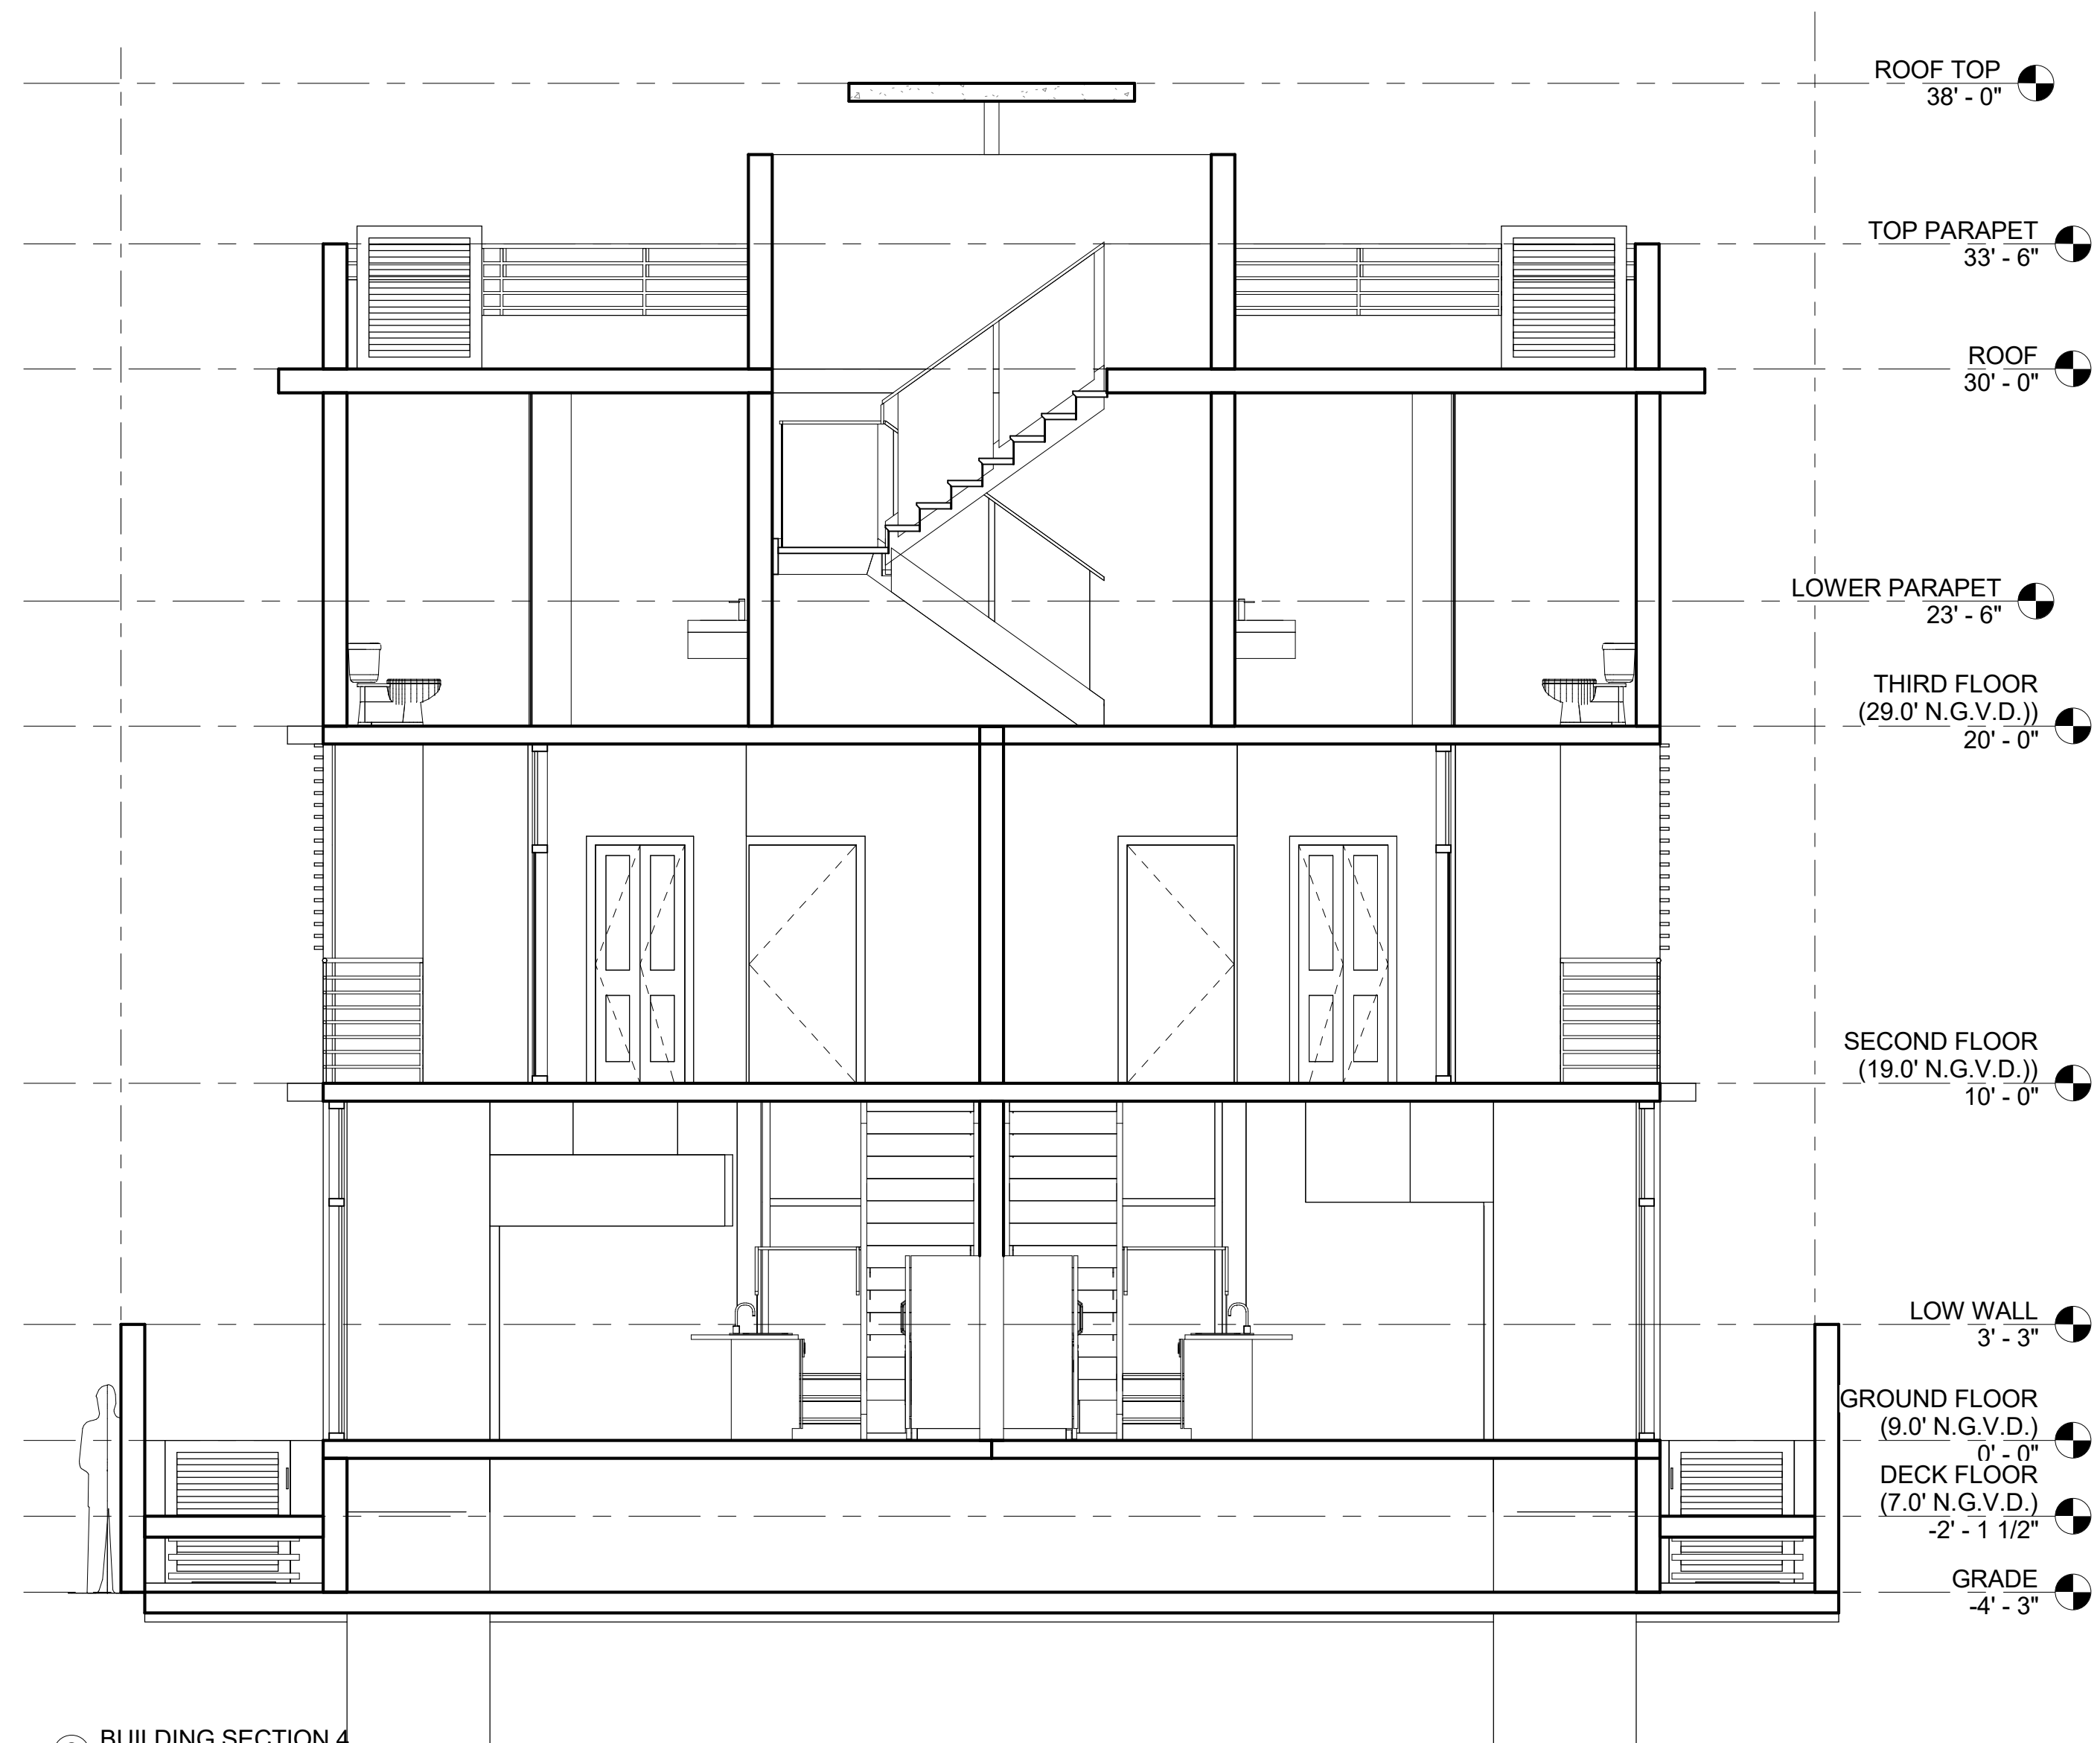 ROOF TOP
38' - 0"
TOP PARAPET
33' - 6"
ROOF
30' - 0"
LOWER PARAPET
23' - 6"
THIRD FLOOR
(29.0' N.G.V.D.))
20' - 0"
SECOND FLOOR
(19.0' N.G.V.D.))
10' - 0"
LOW WALL
3' - 3"
GROUND FLOOR
(9.0' N.G.V.D.)
0' - 0"
DECK FLOOR
(7.0' N.G.V.D.)
-2' - 1 1/2"
GRADE
-4' - 3"
BUILDING SECTION 4